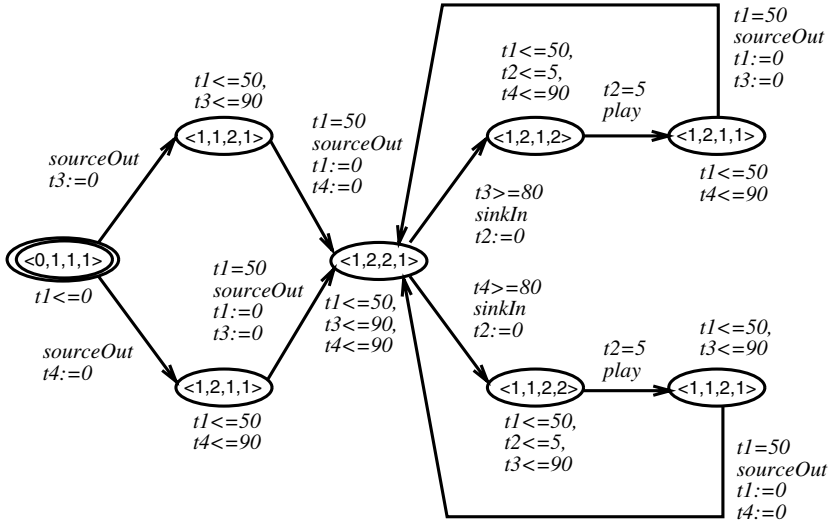 t1<=50,
t3<=90
<1,1,2,1>
sourceOut
t3:=0
t1=50
sourceOut
t1:=0
t4:=0
<0,1,1,1>
t1<=0
sourceOut
t4:=0
<1,2,1,1>
t1<=50
t4<=90
t1=50
sourceOut
t1:=0
t3:=0
<1,2,2,1>
t1<=50,
t3<=90,
t4<=90
t1<=50,
t2<=5,
t4<=90
<1,2,1,2>
t2=5
play
<1,2,1,1>
t1<=50
t4<=90
t1=50
sourceOut
t1:=0
t3:=0
t3>=80
sinkIn
t2:=0
t4>=80
sinkIn
t2:=0
<1,1,2,2>
t1<=50,
t2<=5,
t3<=90
t2=5
play
t1<=50,
t3<=90
<1,1,2,1>
t1=50
sourceOut
t1:=0
t4:=0